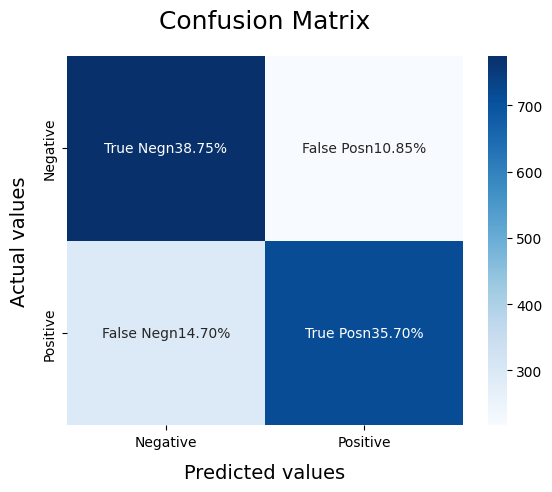 Confusion Matrix
Actual values
Negative
Positive
True Negn38.75%
False Posn10.85%
False Negn14.70%
True Posn35.70%
700
600
500
400
300
Negative
Positive
Predicted values